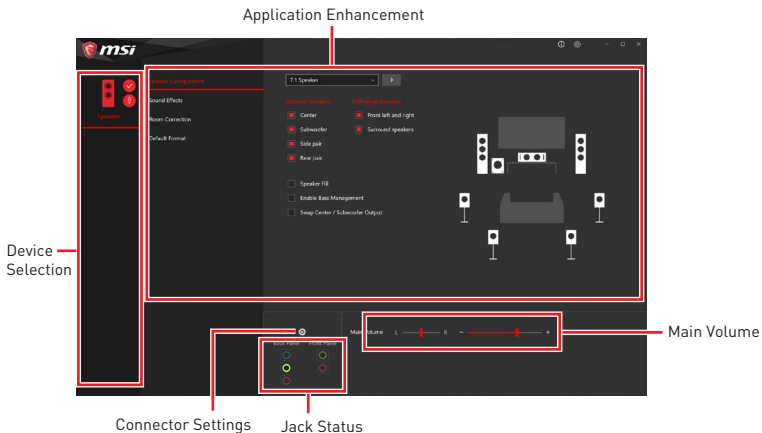 Application Enhancement
msi
Speaker Configuration
Speakers
Sound Effects
Room Correction
Default Format
7.1 Speaker
Optional Speakers
Full-range Speakers
Center
Front left and right
Subwoofer
Surround speakers
Side pair
Rear pair
Speaker Fill
Enable Bass Management
Swap Center / Subwoofer Output
Device
Selection
Main Volume L R - +
Main Volume
Back Panel Front Panel
Connector Settings
Jack Status